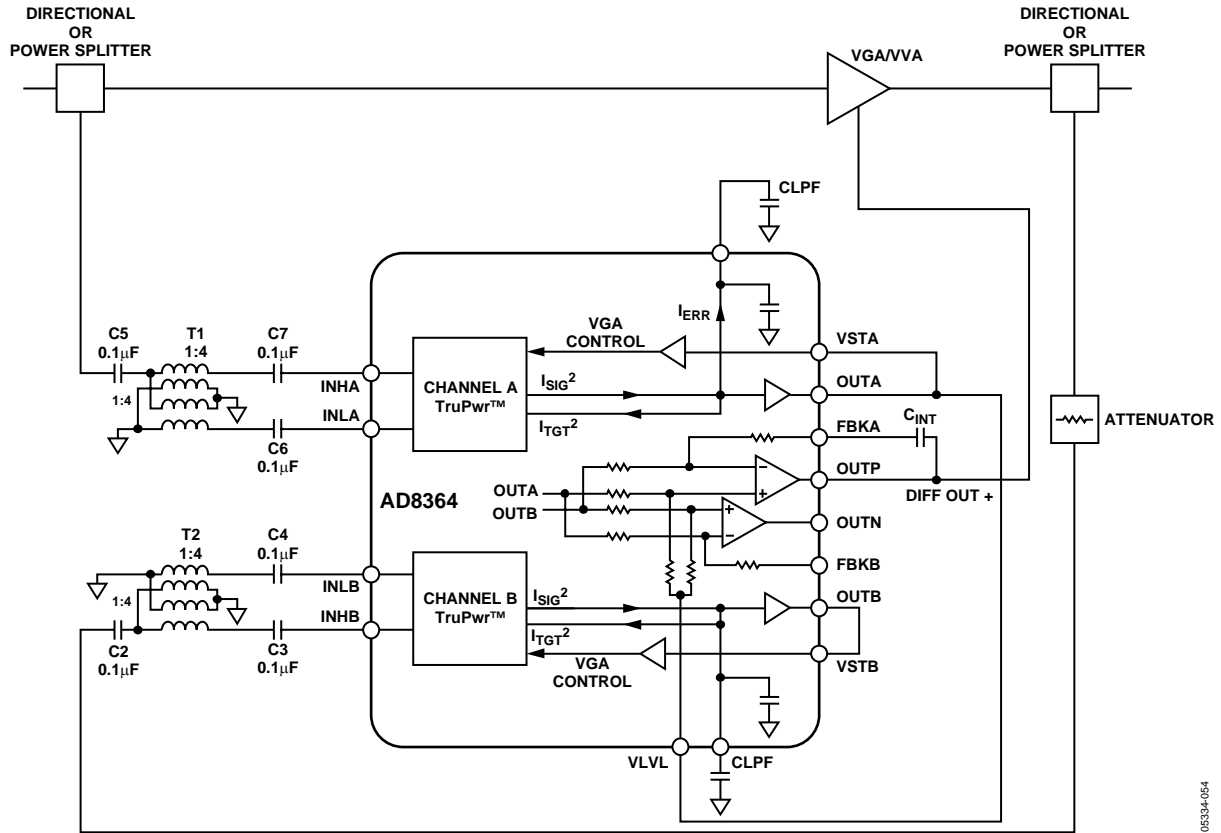 DIRECTIONAL
OR
POWER SPLITTER
DIRECTIONAL
OR
POWER SPLITTER
VGA/VVA
CLPF
IERR
VGA
CONTROL
VSTA
C5
0.1µF
T1
1:4
C7
0.1µF
INHA
CHANNEL A
TruPwr™
ISIG2
OUTA
1:4
INLA
ITGT2
FBKA
CINT
ATTENUATOR
C6
0.1µF
OUTP
DIFF OUT +
AD8364
OUTA
OUTB
OUTN
T2
1:4
C4
0.1µF
INLB
FBKB
1:4
CHANNEL B
TruPwr™
ISIG2
OUTB
INHB
C2
0.1µF
C3
0.1µF
ITGT2
VGA
CONTROL
VSTB
VLVL
CLPF
05334-054